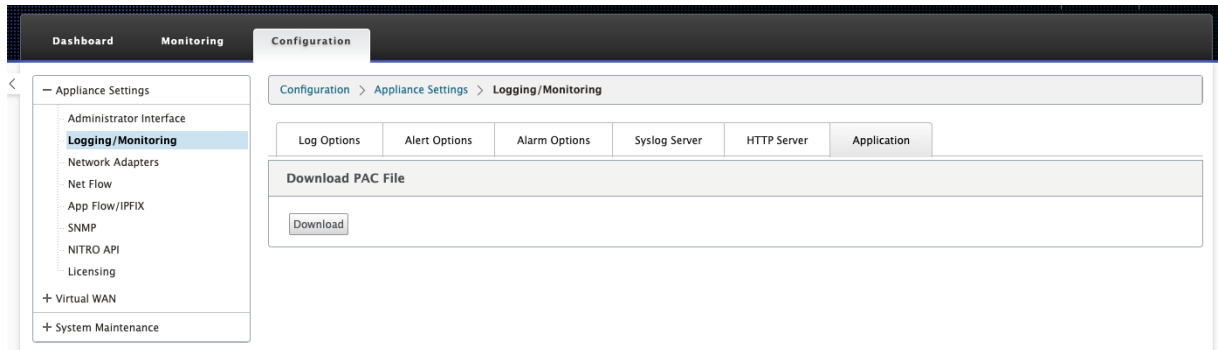 Dashboard Monitoring Configuration
— Appliance Settings
Configuration > Appliance Settings > Logging/Monitoring
Administrator Interface
Logging/Monitoring
Network Adapters
Net Flow
App Flow/IPFIX
SNMP
NITRO API
Licensing
+ Virtual WAN
+ System Maintenance
Log Options Alert Options Alarm Options Syslog Server HTTP Server Application
Download PAC File
Download